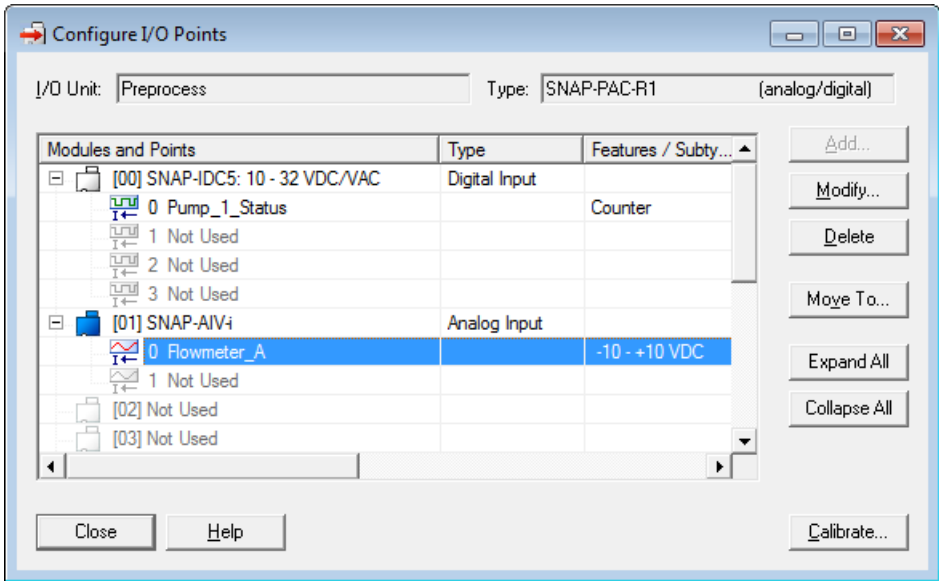 Configure I/O Points
I/O Unit: Preprocess Type: SNAP-PAC-R1 (analog/digital)
Modules and Points Type Features / Subty...
[00] SNAP-IDC5: 10 - 32 VDC/VAC Digital Input
0 Pump_1_Status Counter
1 Not Used
2 Not Used
3 Not Used
[01] SNAP-AIV-i Analog Input
0 Flowmeter_A -10 - +10 VDC
1 Not Used
[02] Not Used
[03] Not Used
Add...
Modify...
Delete
Move To...
Expand All
Collapse All
Close Help Calibrate...